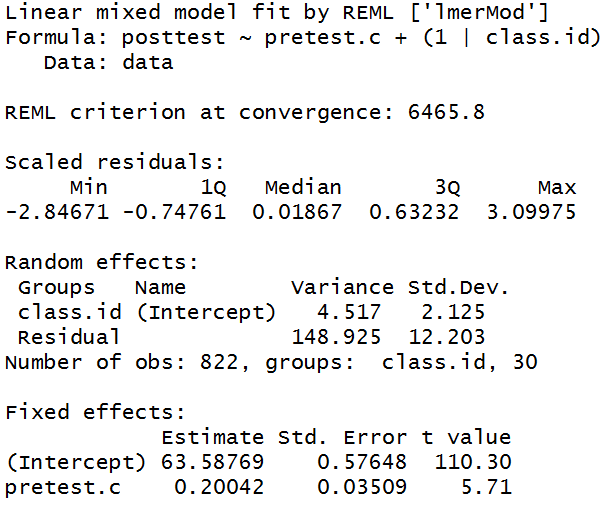 Linear mixed model fit by REML ['lmerMod']
Formula: posttest ~ pretest.c + (1 | class.id)
   Data: data

REML criterion at convergence: 6465.8

Scaled residuals:
     Min       1Q   Median       3Q      Max
-2.84671 -0.74761  0.01867  0.63232  3.09975

Random effects:
 Groups   Name        Variance Std.Dev.
 class.id (Intercept)   4.517   2.125
 Residual             148.925  12.203
Number of obs: 822, groups:  class.id, 30

Fixed effects:
            Estimate Std. Error t value
(Intercept) 63.58769    0.57648  110.30
pretest.c    0.20042    0.03509    5.71